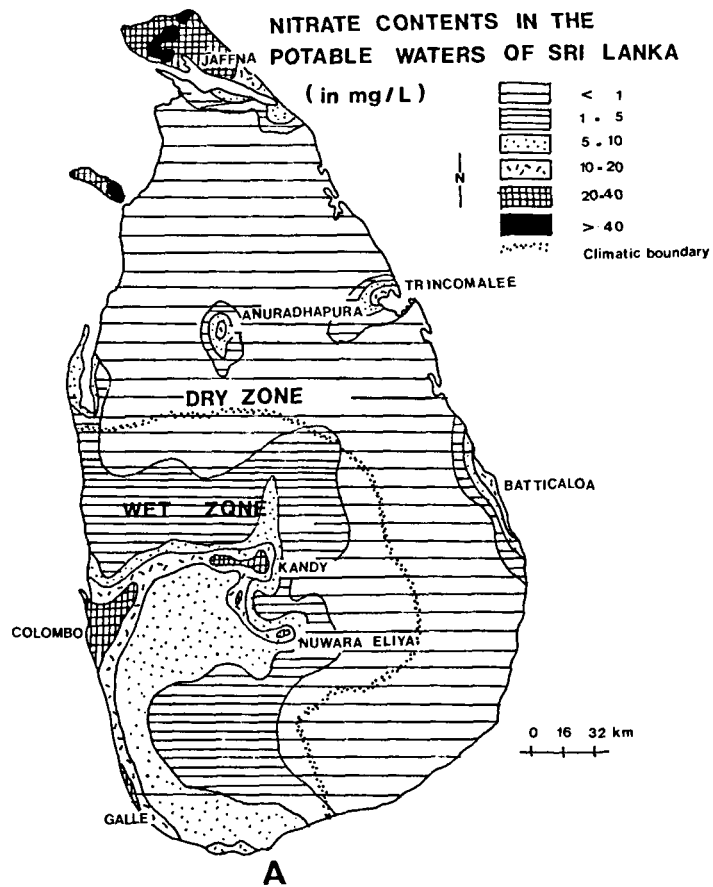 NITRATE CONTENTS IN THE
POTABLE WATERS OF SRI LANKA
(in mg/L)
< 1
1 - 5
5 - 10
10-20
20-40
> 40
Climatic boundary
N
JAFFNA
TRINCOMALEE
ANURADHAPURA
DRY ZONE
BATTICALOA
WET ZONE
KANDY
COLOMBO
NUWARA ELIYA
0 16 32 km
GALLE
A